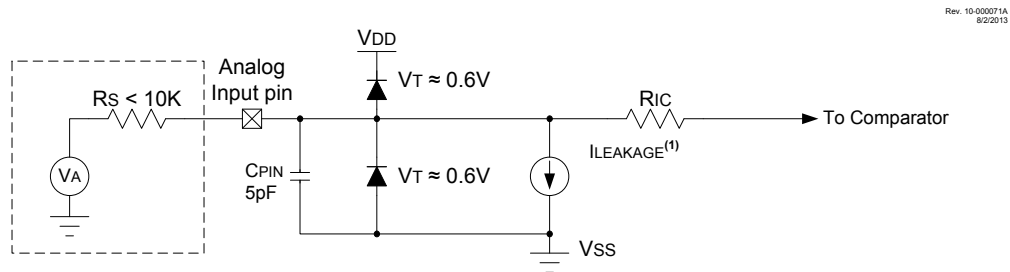 Rev. 10-000071A
8/2/2013
VDD
Analog
Input pin
VT ≈ 0.6V
RS < 10K
RIC
To Comparator
ILEAKAGE(1)
VA
CPIN
5pF
VT ≈ 0.6V
VSS